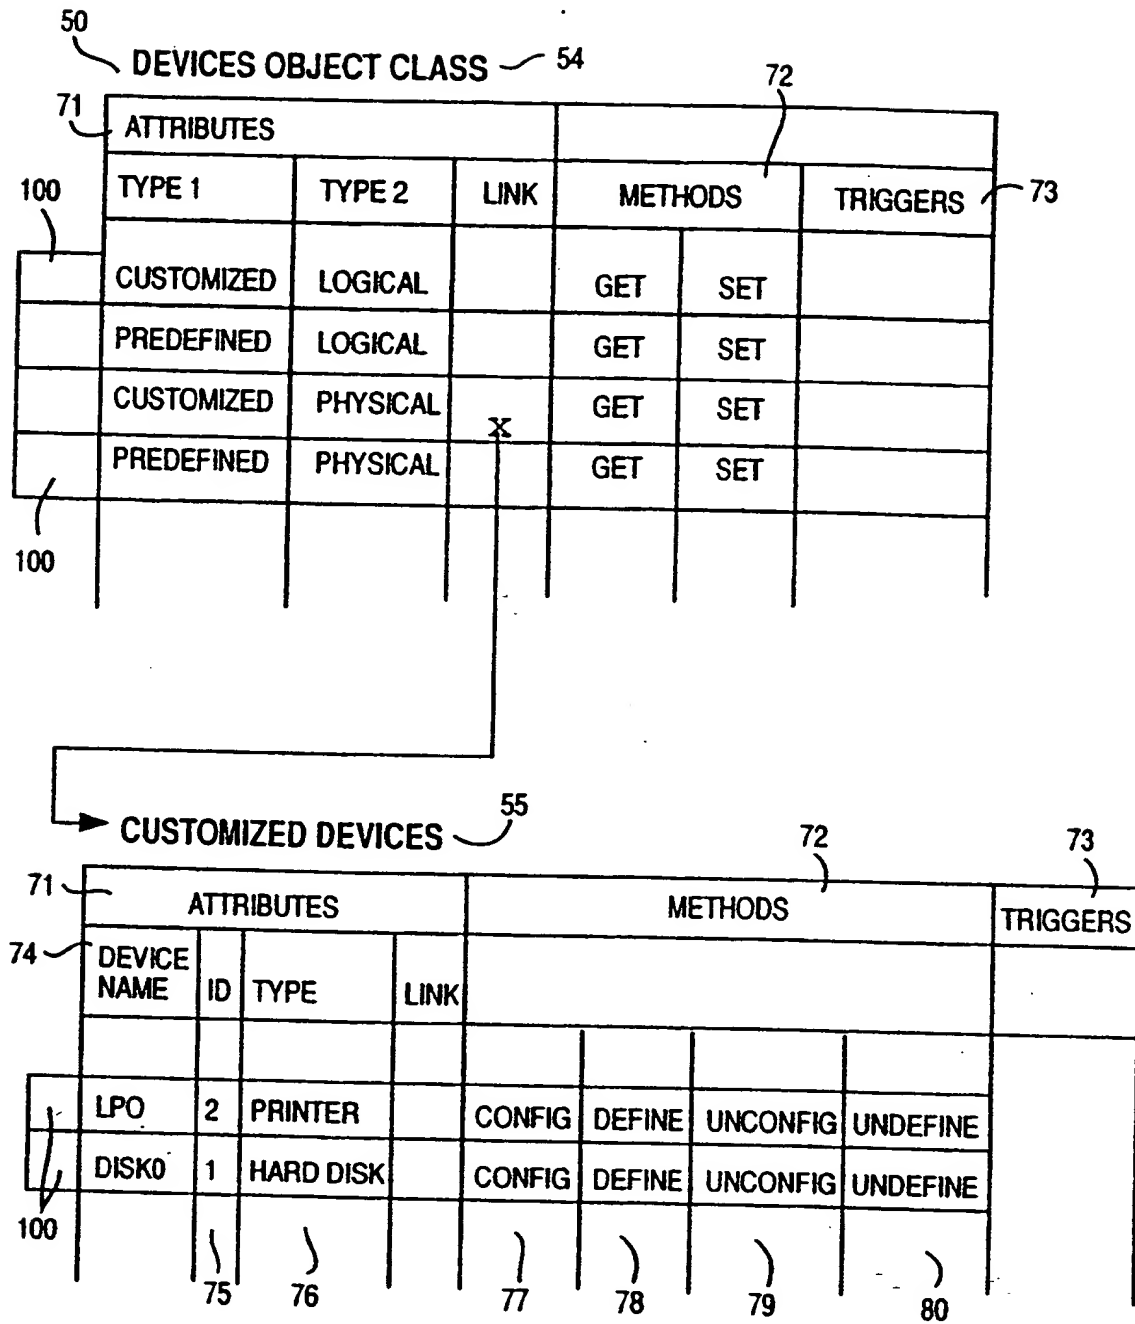 50
DEVICES OBJECT CLASS 54
72
71 ATTRIBUTES
TYPE 1 TYPE 2 LINK METHODS TRIGGERS 73
100
CUSTOMIZED LOGICAL GET SET
PREDEFINED LOGICAL GET SET
CUSTOMIZED PHYSICAL X GET SET
PREDEFINED PHYSICAL GET SET
100
CUSTOMIZED DEVICES 55
72 73
71 ATTRIBUTES METHODS TRIGGERS
74 DEVICE NAME ID TYPE LINK
LPO 2 PRINTER CONFIG DEFINE UNCONFIG UNDEFINE
DISK0 1 HARD DISK CONFIG DEFINE UNCONFIG UNDEFINE
100
75 76 77 78 79 80